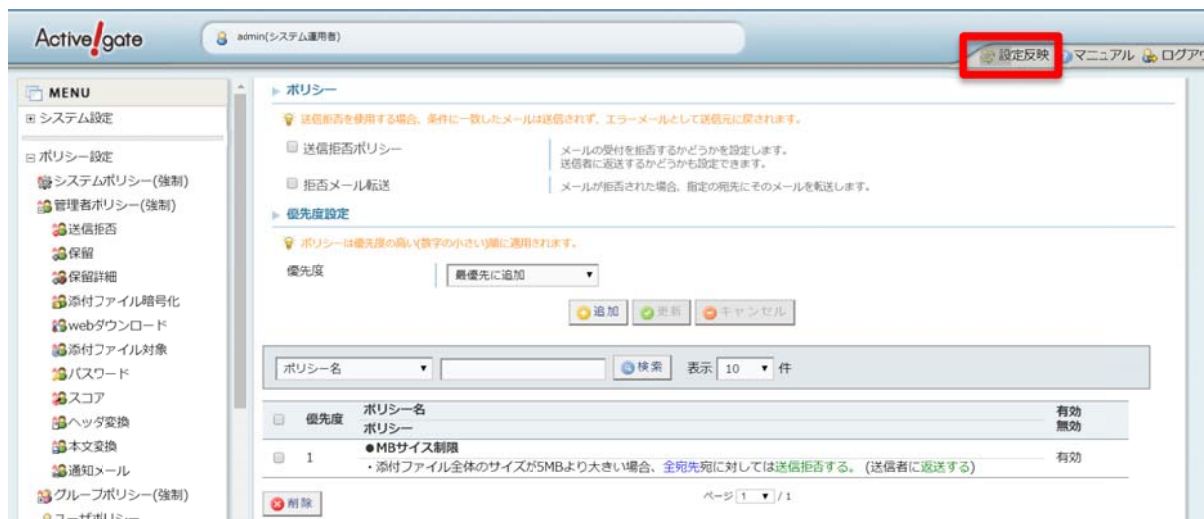 Active!gate
admin(システム運用者)
設定反映 マニュアル ログアウ
MENU
システム設定
ポリシー設定
システムポリシー(強制)
管理者ポリシー(強制)
送信拒否
保留
保留詳細
添付ファイル暗号化
webダウンロード
添付ファイル対象
パスワード
スコア
ヘッダ変換
本文変換
通知メール
グループポリシー(強制)
ユーザポリシー
ポリシー
送信拒否を使用する場合、条件に一致したメールは送信されず、エラーメールとして送信元に戻されます。
送信拒否ポリシー
メールの受付を拒否するかどうかを設定します。
送信者に返送するかどうかも設定できます。
拒否メール転送
メールが拒否された場合、指定の宛先にそのメールを転送します。
優先度設定
ポリシーは優先度の高い(数字の小さい)順に適用されます。
優先度 最優先に追加
追加 更新 キャンセル
ポリシー名 検索 表示 10 件
優先度 ポリシー名 有効
ポリシー 無効
●MBサイズ制限
1 ・添付ファイル全体のサイズが5MBより大きい場合、全宛先宛に対しては送信拒否する。 (送信者に返送する) 有効
削除 ページ 1 / 1